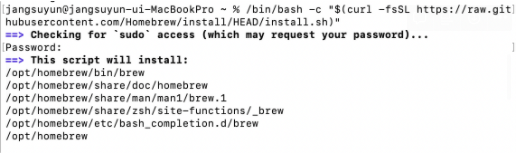 jangsuyun@jangsuyun-ui-MacBookPro ~ % /bin/bash -c "$(curl -fsSL https://raw.git
hubusercontent.com/Homebrew/install/HEAD/install.sh)"
==> Checking for `sudo` access (which may request your password)...
Password:
==> This script will install:
/opt/homebrew/bin/brew
/opt/homebrew/share/doc/homebrew
/opt/homebrew/share/man/man1/brew.1
/opt/homebrew/share/zsh/site-functions/_brew
/opt/homebrew/etc/bash_completion.d/brew
/opt/homebrew